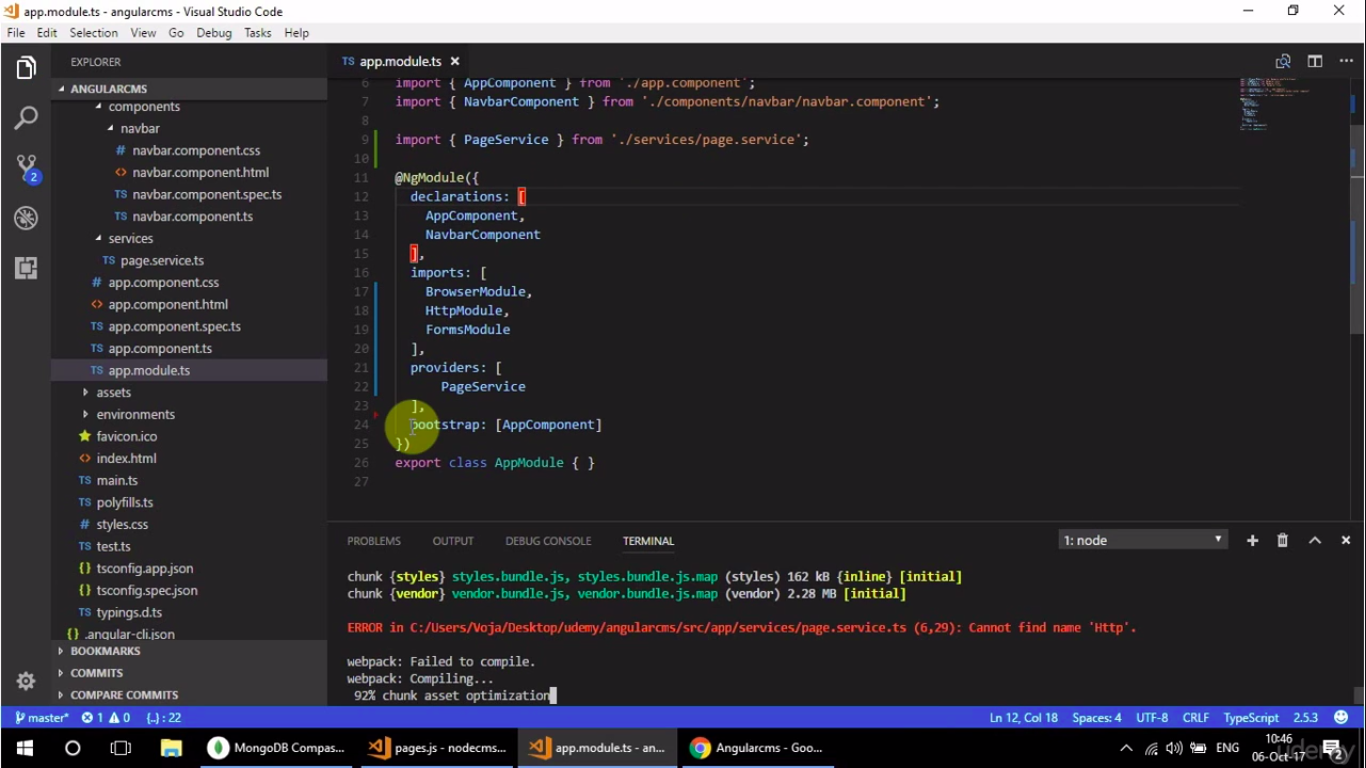 app.module.ts - angularcms - Visual Studio Code
File Edit Selection View Go Debug Tasks Help
EXPLORER
ANGULARCMS
components
navbar
# navbar.component.css
<> navbar.component.html
TS navbar.component.spec.ts
TS navbar.component.ts
services
TS page.service.ts
# app.component.css
<> app.component.html
TS app.component.spec.ts
TS app.component.ts
TS app.module.ts
assets
environments
favicon.ico
<> index.html
TS main.ts
TS polyfills.ts
# styles.css
TS test.ts
{} tsconfig.app.json
{} tsconfig.spec.json
TS typings.d.ts
{} .angular-cli.json
BOOKMARKS
COMMITS
COMPARE COMMITS
2
TS app.module.ts
6 import { AppComponent } from './app.component';
7 import { NavbarComponent } from './components/navbar/navbar.component';
8
9 import { PageService } from './services/page.service';
10
11 @NgModule({
12 declarations: [
13 AppComponent,
14 NavbarComponent
15 ],
16 imports: [
17 BrowserModule,
18 HttpModule,
19 FormsModule
20 ],
21 providers: [
22 PageService
23 ],
24 bootstrap: [AppComponent]
25 })
26 export class AppModule { }
27
PROBLEMS OUTPUT DEBUG CONSOLE TERMINAL 1: node
chunk {styles} styles.bundle.js, styles.bundle.js.map (styles) 162 kB {inline} [initial]
chunk {vendor} vendor.bundle.js, vendor.bundle.js.map (vendor) 2.28 MB [initial]
ERROR in C:/Users/Voja/Desktop/udemy/angularcms/src/app/services/page.service.ts (6,29): Cannot find name 'Http'.
webpack: Failed to compile.
webpack: Compiling...
92% chunk asset optimization
master* 1 0 {..} : 22 Ln 12, Col 18 Spaces: 4 UTF-8 CRLF TypeScript 2.5.3
MongoDB Compas... pages.js - nodecms... app.module.ts - an... Angularcms - Goo... ENG 10:46
06-Oct-17 2
udemy